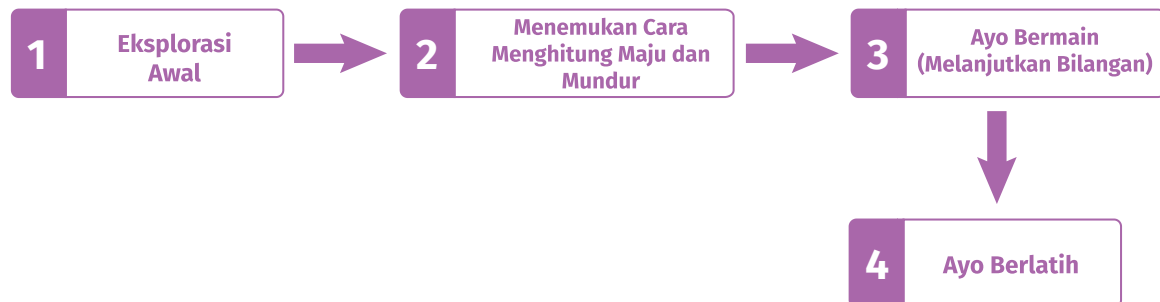 1
Eksplorasi
Awal
2
Menemukan Cara
Menghitung Maju dan
Mundur
3
Ayo Bermain
(Melanjutkan Bilangan)
4
Ayo Berlatih